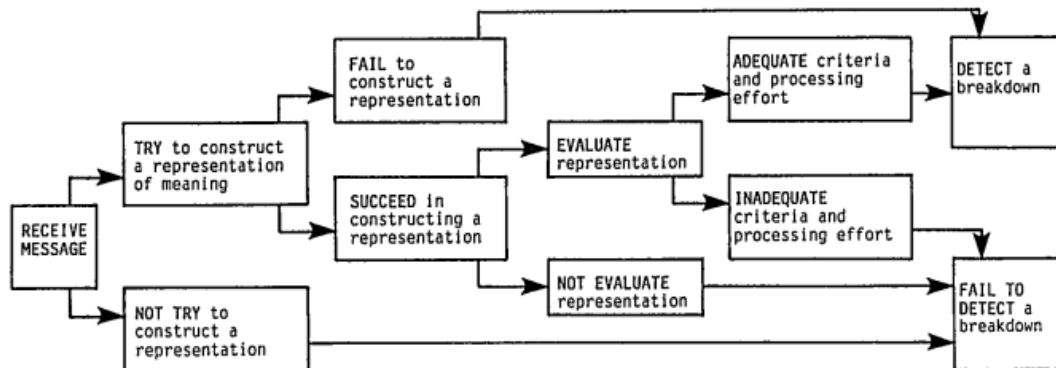 FAIL to
construct a
representation
ADEQUATE criteria
and processing
effort
DETECT a
breakdown
TRY to construct
a representation
of meaning
EVALUATE
representation
RECEIVE
MESSAGE
SUCCEED in
constructing a
representation
INADEQUATE
criteria and
processing effort
NOT TRY to
construct a
representation
NOT EVALUATE
representation
FAIL TO
DETECT a
breakdown